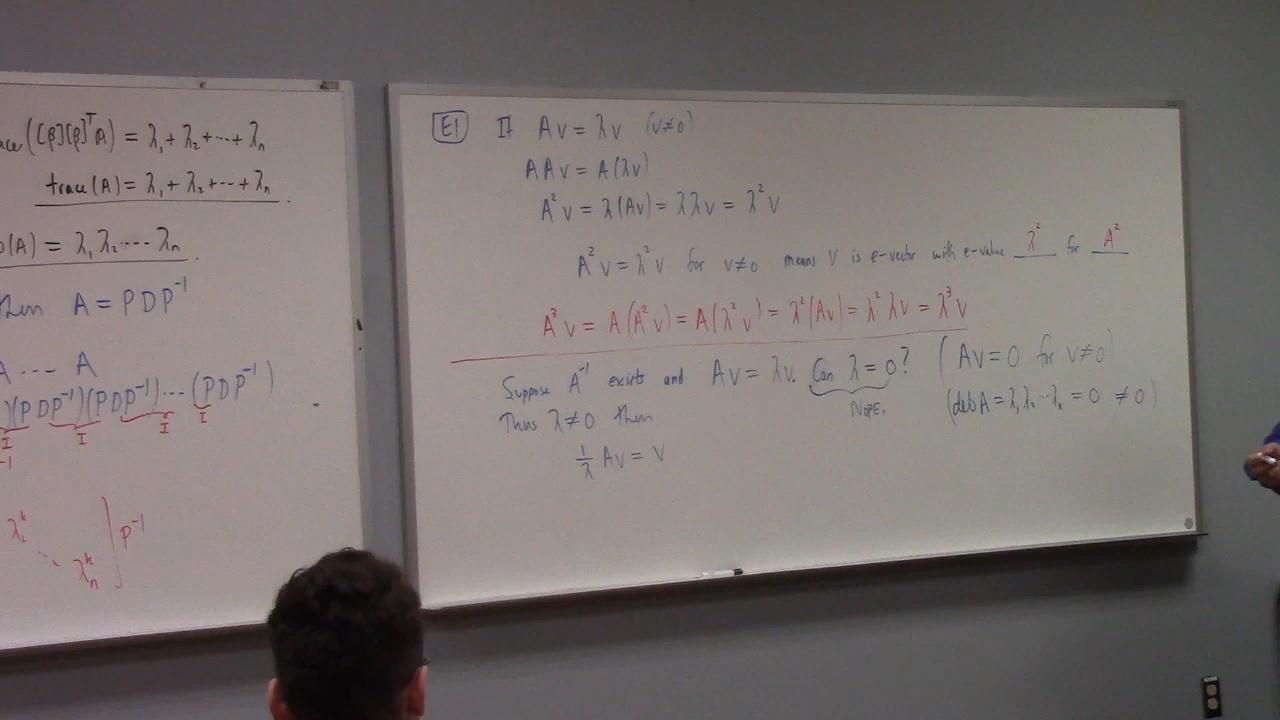 ([β][β]ᵀA) = λ₁ + λ₂ + ⋯ + λₙ
trace(A) = λ₁ + λ₂ + ⋯ + λₙ
(A) = λ₁ λ₂ ⋯ λₙ
then A = PDP⁻¹
A ⋯ A
)(PDP⁻¹)(PDP⁻¹)⋯(PDP⁻¹)
I I I I
λ₂ᵏ
⋱
λₙᵏ P⁻¹
E1 If Av = λv (v≠0)
AAv = A(λv)
A²v = λ(Av) = λλv = λ²v
A²v = λ²v for v≠0 means v is e-vector with e-value λ² for A²
A³v = A(A²v) = A(λ²v) = λ²(Av) = λ²λv = λ³v
Suppose A⁻¹ exists and Av = λv. Can λ = 0? (Av = 0 for v≠0)
Nope.
(det A = λ₁λ₂⋯λₙ = 0 ≠ 0)
Thus λ≠0 then
1/λ Av = v